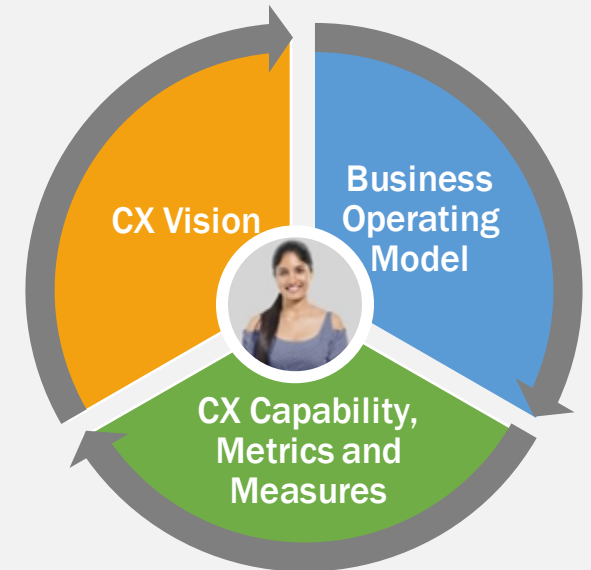 CX Vision
Business
Operating
Model
CX Capability,
Metrics and
Measures